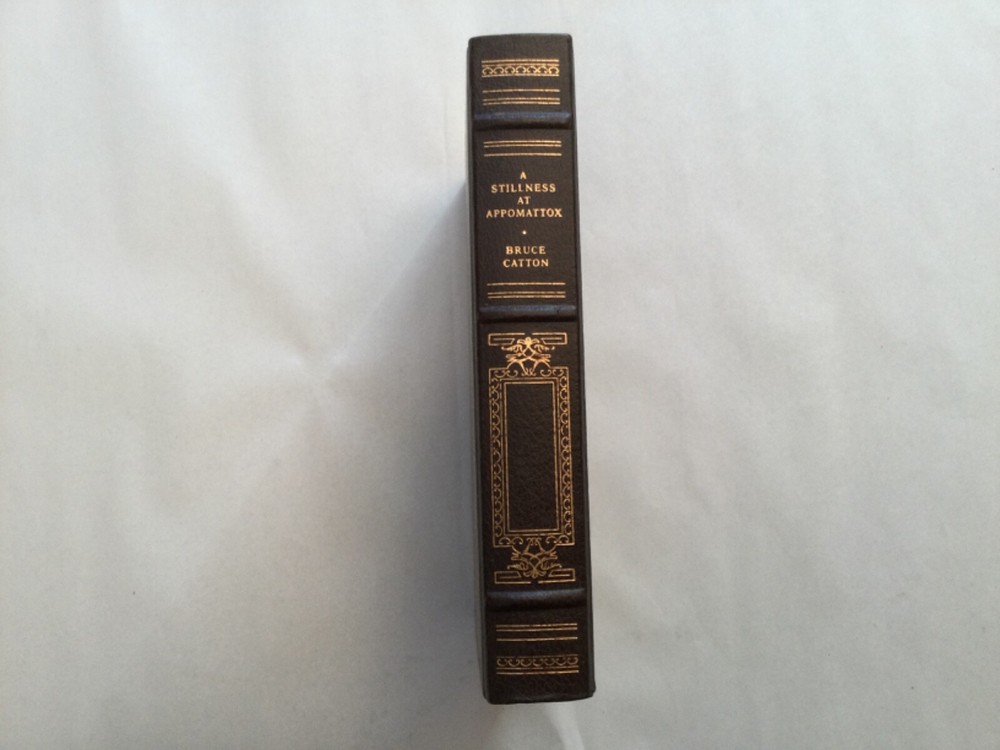 A
STILLNESS
AT
APPOMATTOX
•
BRUCE
CATTON